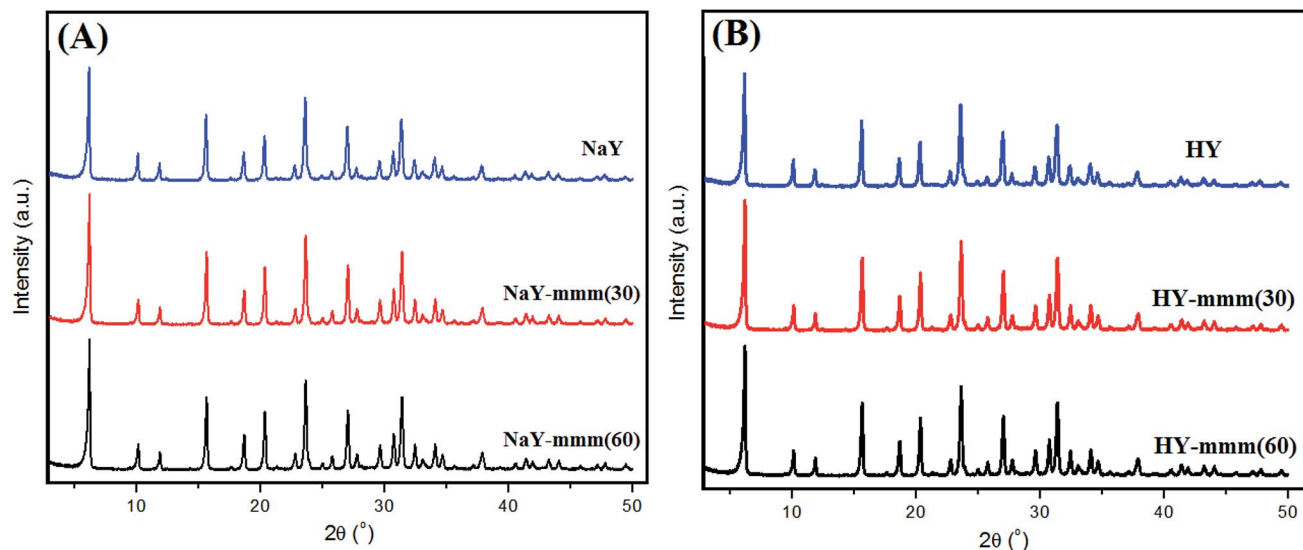 (A)
Intensity (a.u.)
NaY
NaY-mmm(30)
NaY-mmm(60)
10 20 30 40 50
2θ (°)
(B)
Intensity (a.u.)
HY
HY-mmm(30)
HY-mmm(60)
10 20 30 40 50
2θ (°)